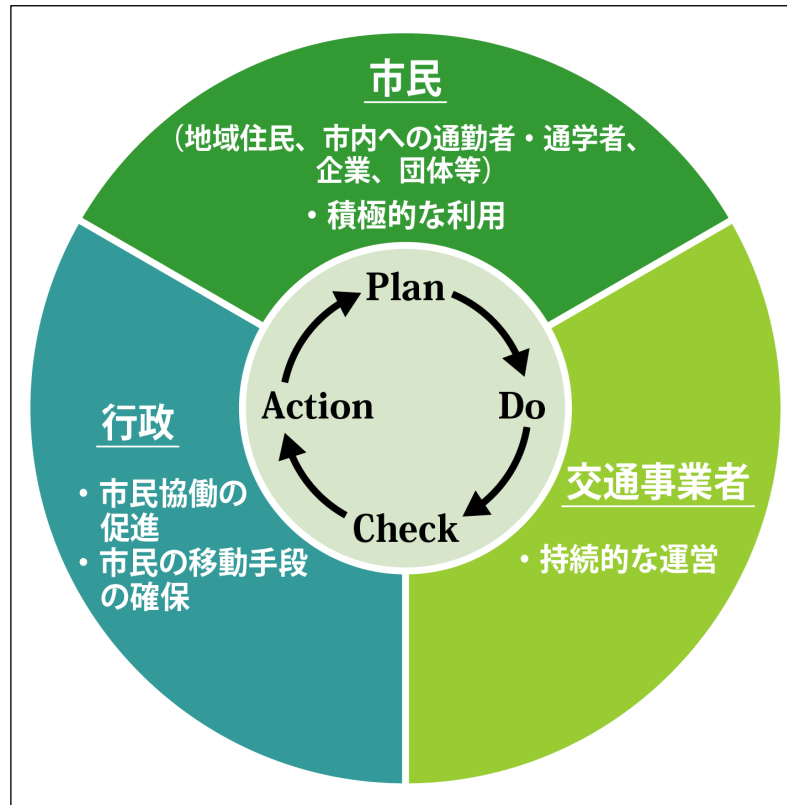 市民
（地域住民、市内への通勤者・通学者、
企業、団体等）
・積極的な利用
Plan
Do
Check
Action
行政
・市民協働の
促進
・市民の移動手段
の確保
交通事業者
・持続的な運営